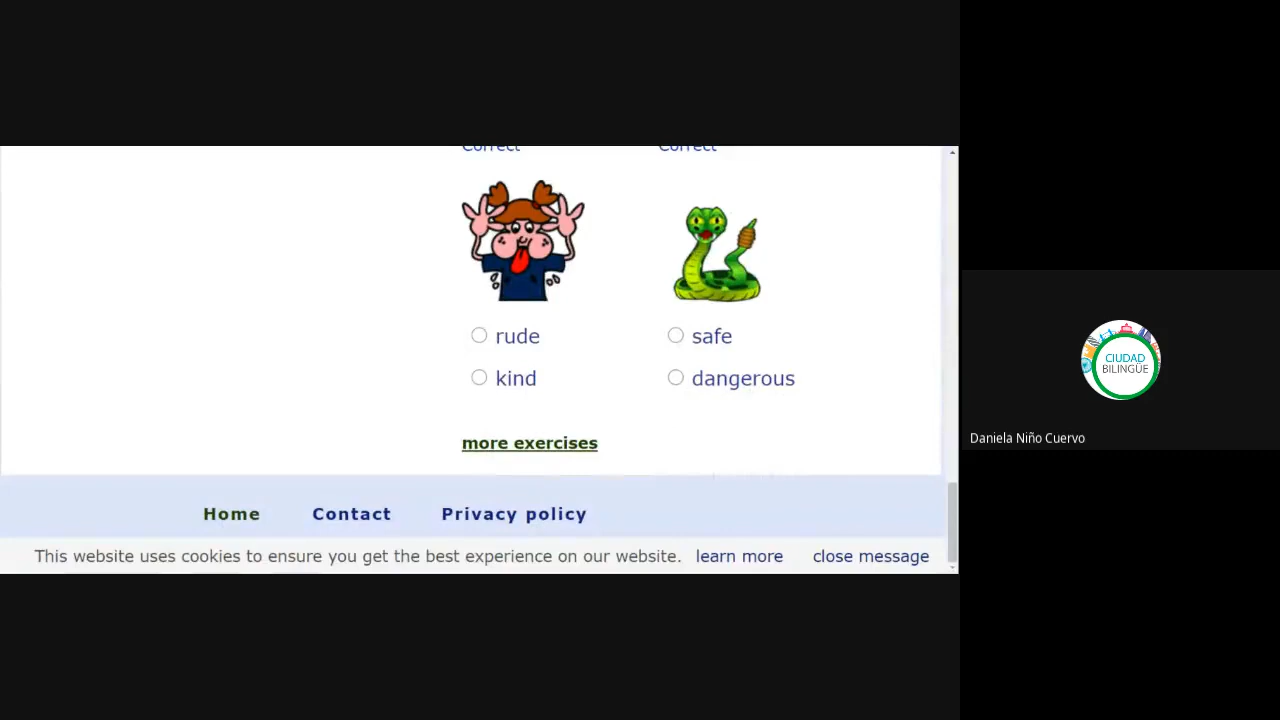 Correct Correct
rude safe
kind dangerous
more exercises
Home Contact Privacy policy
This website uses cookies to ensure you get the best experience on our website. learn more close message
CIUDAD
BILINGÜE
Daniela Niño Cuervo